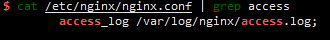 $ cat /etc/nginx/nginx.conf | grep access
access_log /var/log/nginx/access.log;